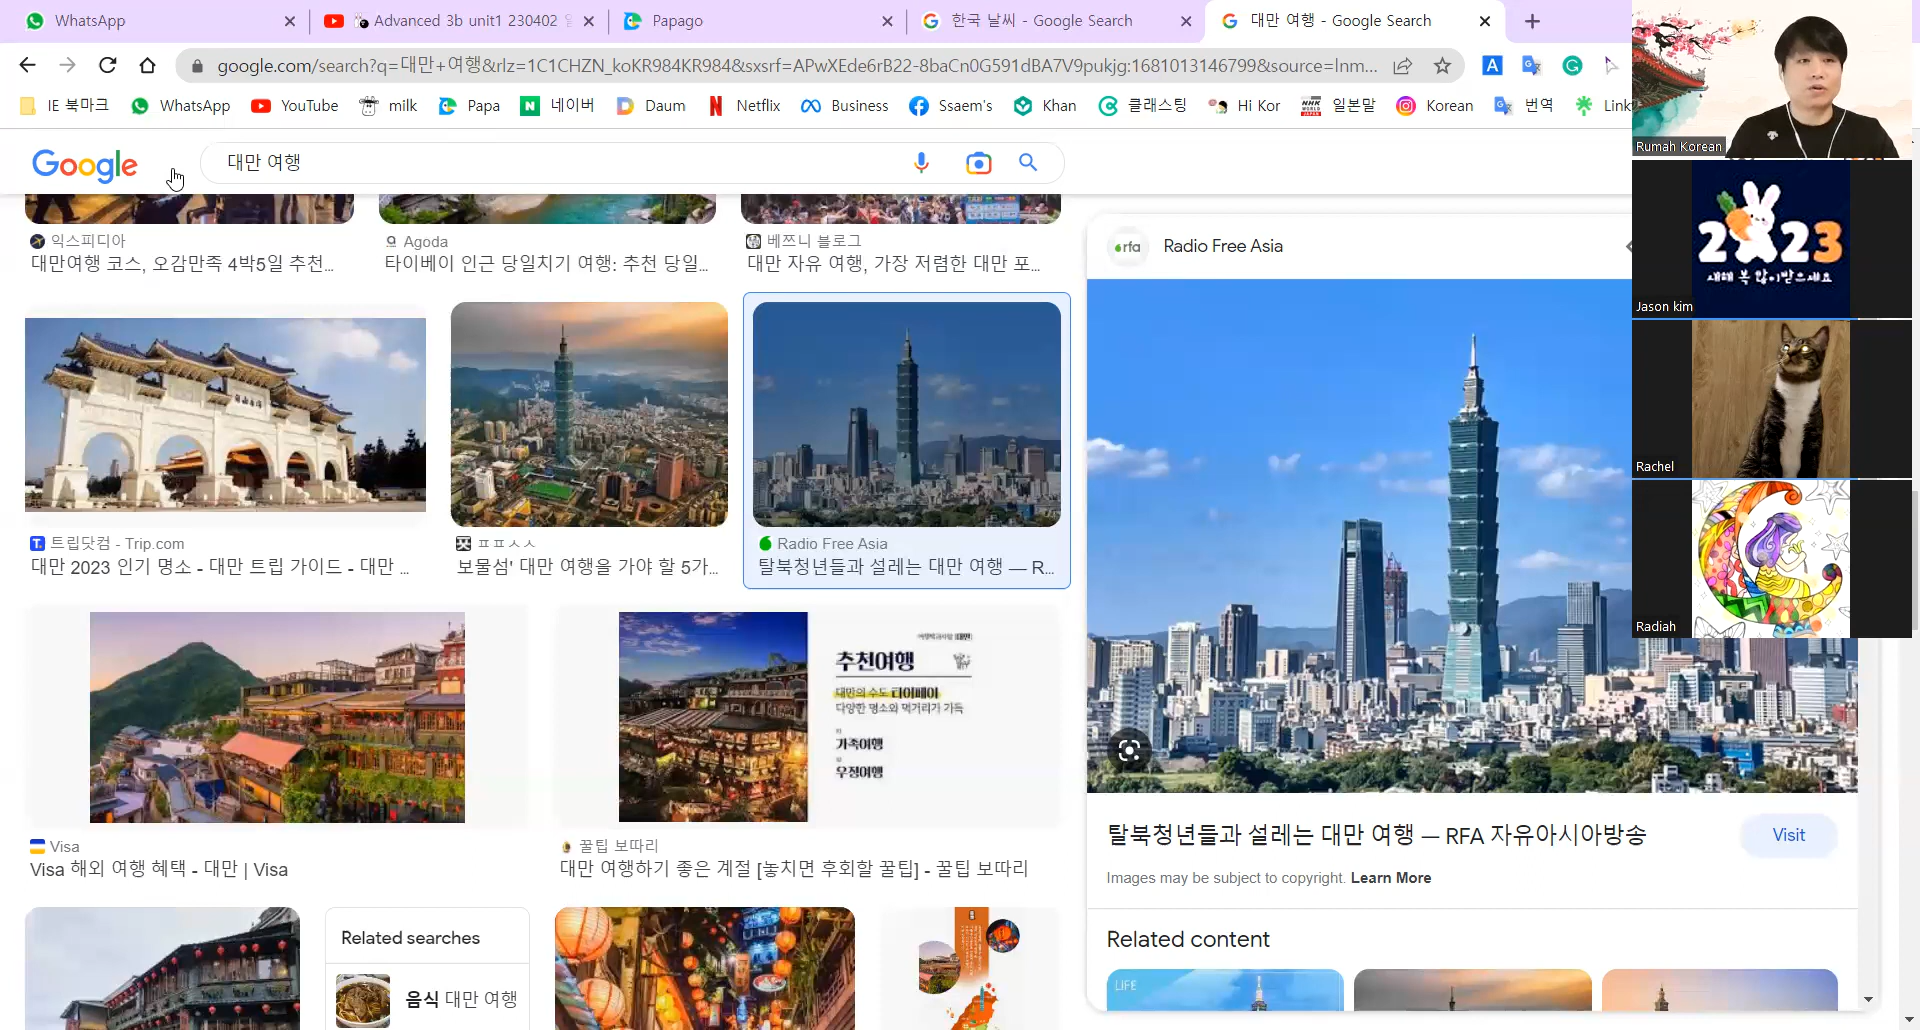 WhatsApp
Advanced 3b unit1 230402
Papago
한국 날씨 - Google Search
대만 여행 - Google Search
google.com/search?q=대만+여행&rlz=1C1CHZN_koKR984KR984&sxsrf=APwXEde6rB22-8baCn0G591dBA7V9pukjg:1681013146799&source=lnm...
IE 북마크
WhatsApp
YouTube
milk
Papa
네이버
Daum
Netflix
Business
Ssaem's
Khan
클래스팅
Hi Kor
일본말
Korean
번역
Link
Google
대만 여행
익스피디아
대만여행 코스, 오감만족 4박5일 추천...
Agoda
타이베이 인근 당일치기 여행: 추천 당일...
베쯔니 블로그
대만 자유 여행, 가장 저렴한 대만 포...
트립닷컴 - Trip.com
대만 2023 인기 명소 - 대만 트립 가이드 - 대만 ...
ㅍㅍㅅㅅ
보물섬' 대만 여행을 가야 할 5가...
Radio Free Asia
탈북청년들과 설레는 대만 여행 — R...
추천여행
대만의 수도 타이페이
다양한 명소와 먹거리가 가득
가족여행
우정여행
Visa
Visa 해외 여행 혜택 - 대만 | Visa
꿀팁 보따리
대만 여행하기 좋은 계절 [놓치면 후회할 꿀팁] - 꿀팁 보따리
Related searches
음식 대만 여행
rfa
Radio Free Asia
탈북청년들과 설레는 대만 여행 — RFA 자유아시아방송
Visit
Images may be subject to copyright. Learn More
Related content
LIFE
Rumah Korean
2023
새해 복 많이받으세요
Jason kim
Rachel
Radiah